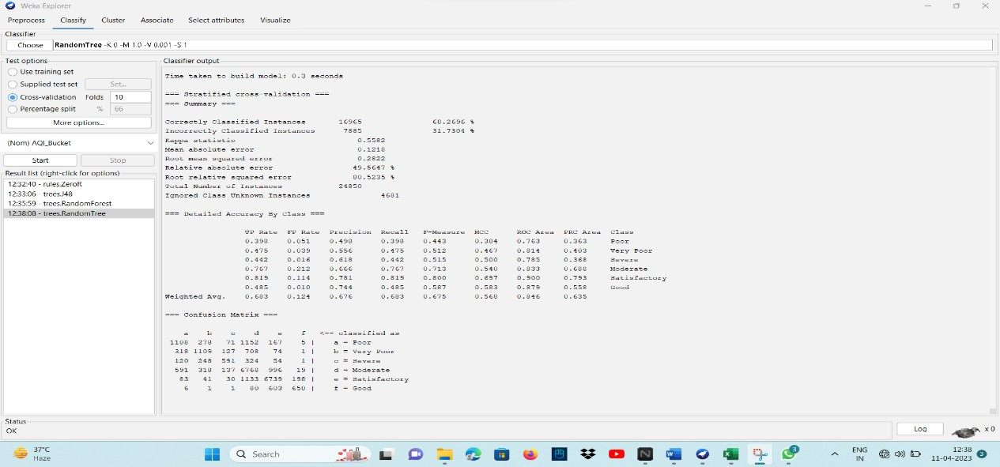 Weka Explorer
Preprocess Classify Cluster Associate Select attributes Visualize
Classifier
Choose RandomTree -K 0 -M 1.0 -V 0.001 -S 1
Test options
Use training set
Supplied test set Set...
Cross-validation Folds 10
Percentage split % 66
More options...
(Nom) AQI_Bucket
Start Stop
Result list (right-click for options)
12:32:40 - rules.ZeroR
12:33:06 - trees.J48
12:35:59 - trees.RandomForest
12:38:08 - trees.RandomTree
Classifier output
Time taken to build model: 0.3 seconds
=== Stratified cross-validation ===
=== Summary ===
Correctly Classified Instances 16965 68.2696 %
Incorrectly Classified Instances 7885 31.7304 %
Kappa statistic 0.5582
Mean absolute error 0.1218
Root mean squared error 0.2822
Relative absolute error 49.5647 %
Root relative squared error 80.5235 %
Total Number of Instances 24850
Ignored Class Unknown Instances 4681
=== Detailed Accuracy By Class ===
TP Rate FP Rate Precision Recall F-Measure MCC ROC Area PRC Area Class
0.398 0.051 0.498 0.398 0.443 0.384 0.763 0.363 Poor
0.475 0.039 0.556 0.475 0.512 0.467 0.814 0.403 Very Poor
0.442 0.016 0.618 0.442 0.515 0.500 0.785 0.368 Severe
0.767 0.212 0.666 0.767 0.713 0.540 0.833 0.688 Moderate
0.819 0.114 0.781 0.819 0.800 0.697 0.900 0.793 Satisfactory
0.485 0.010 0.744 0.485 0.587 0.583 0.879 0.558 Good
Weighted Avg. 0.683 0.124 0.676 0.683 0.675 0.560 0.846 0.635
=== Confusion Matrix ===
a b c d e f <-- classified as
1108 278 71 1152 167 5 | a = Poor
318 1109 127 708 74 1 | b = Very Poor
120 248 591 324 54 1 | c = Severe
591 318 137 6768 996 19 | d = Moderate
83 41 30 1133 6739 198 | e = Satisfactory
6 1 1 80 603 650 | f = Good
Status
OK
Log x 0
37°C
Haze
Search
3
ENG
IN
12:38
11-04-2023
3